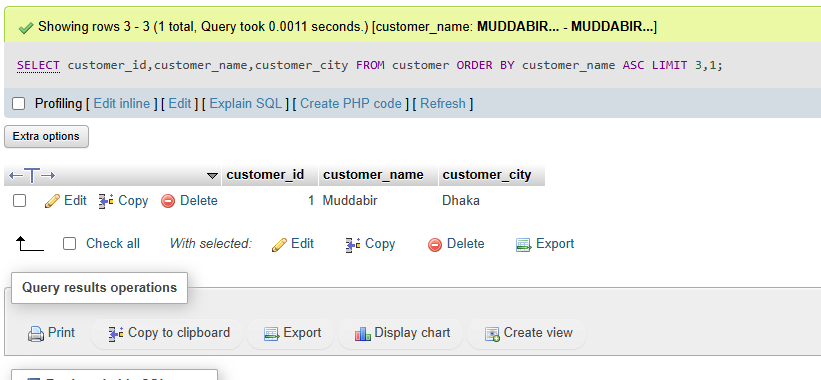 Showing rows 3 - 3 (1 total, Query took 0.0011 seconds.) [customer_name: MUDDABIR... - MUDDABIR...]
SELECT customer_id,customer_name,customer_city FROM customer ORDER BY customer_name ASC LIMIT 3,1;
Profiling [ Edit inline ] [ Edit ] [ Explain SQL ] [ Create PHP code ] [ Refresh ]
Extra options
customer_id customer_name customer_city
Edit Copy Delete 1 Muddabir Dhaka
Check all With selected: Edit Copy Delete Export
Query results operations
Print Copy to clipboard Export Display chart Create view